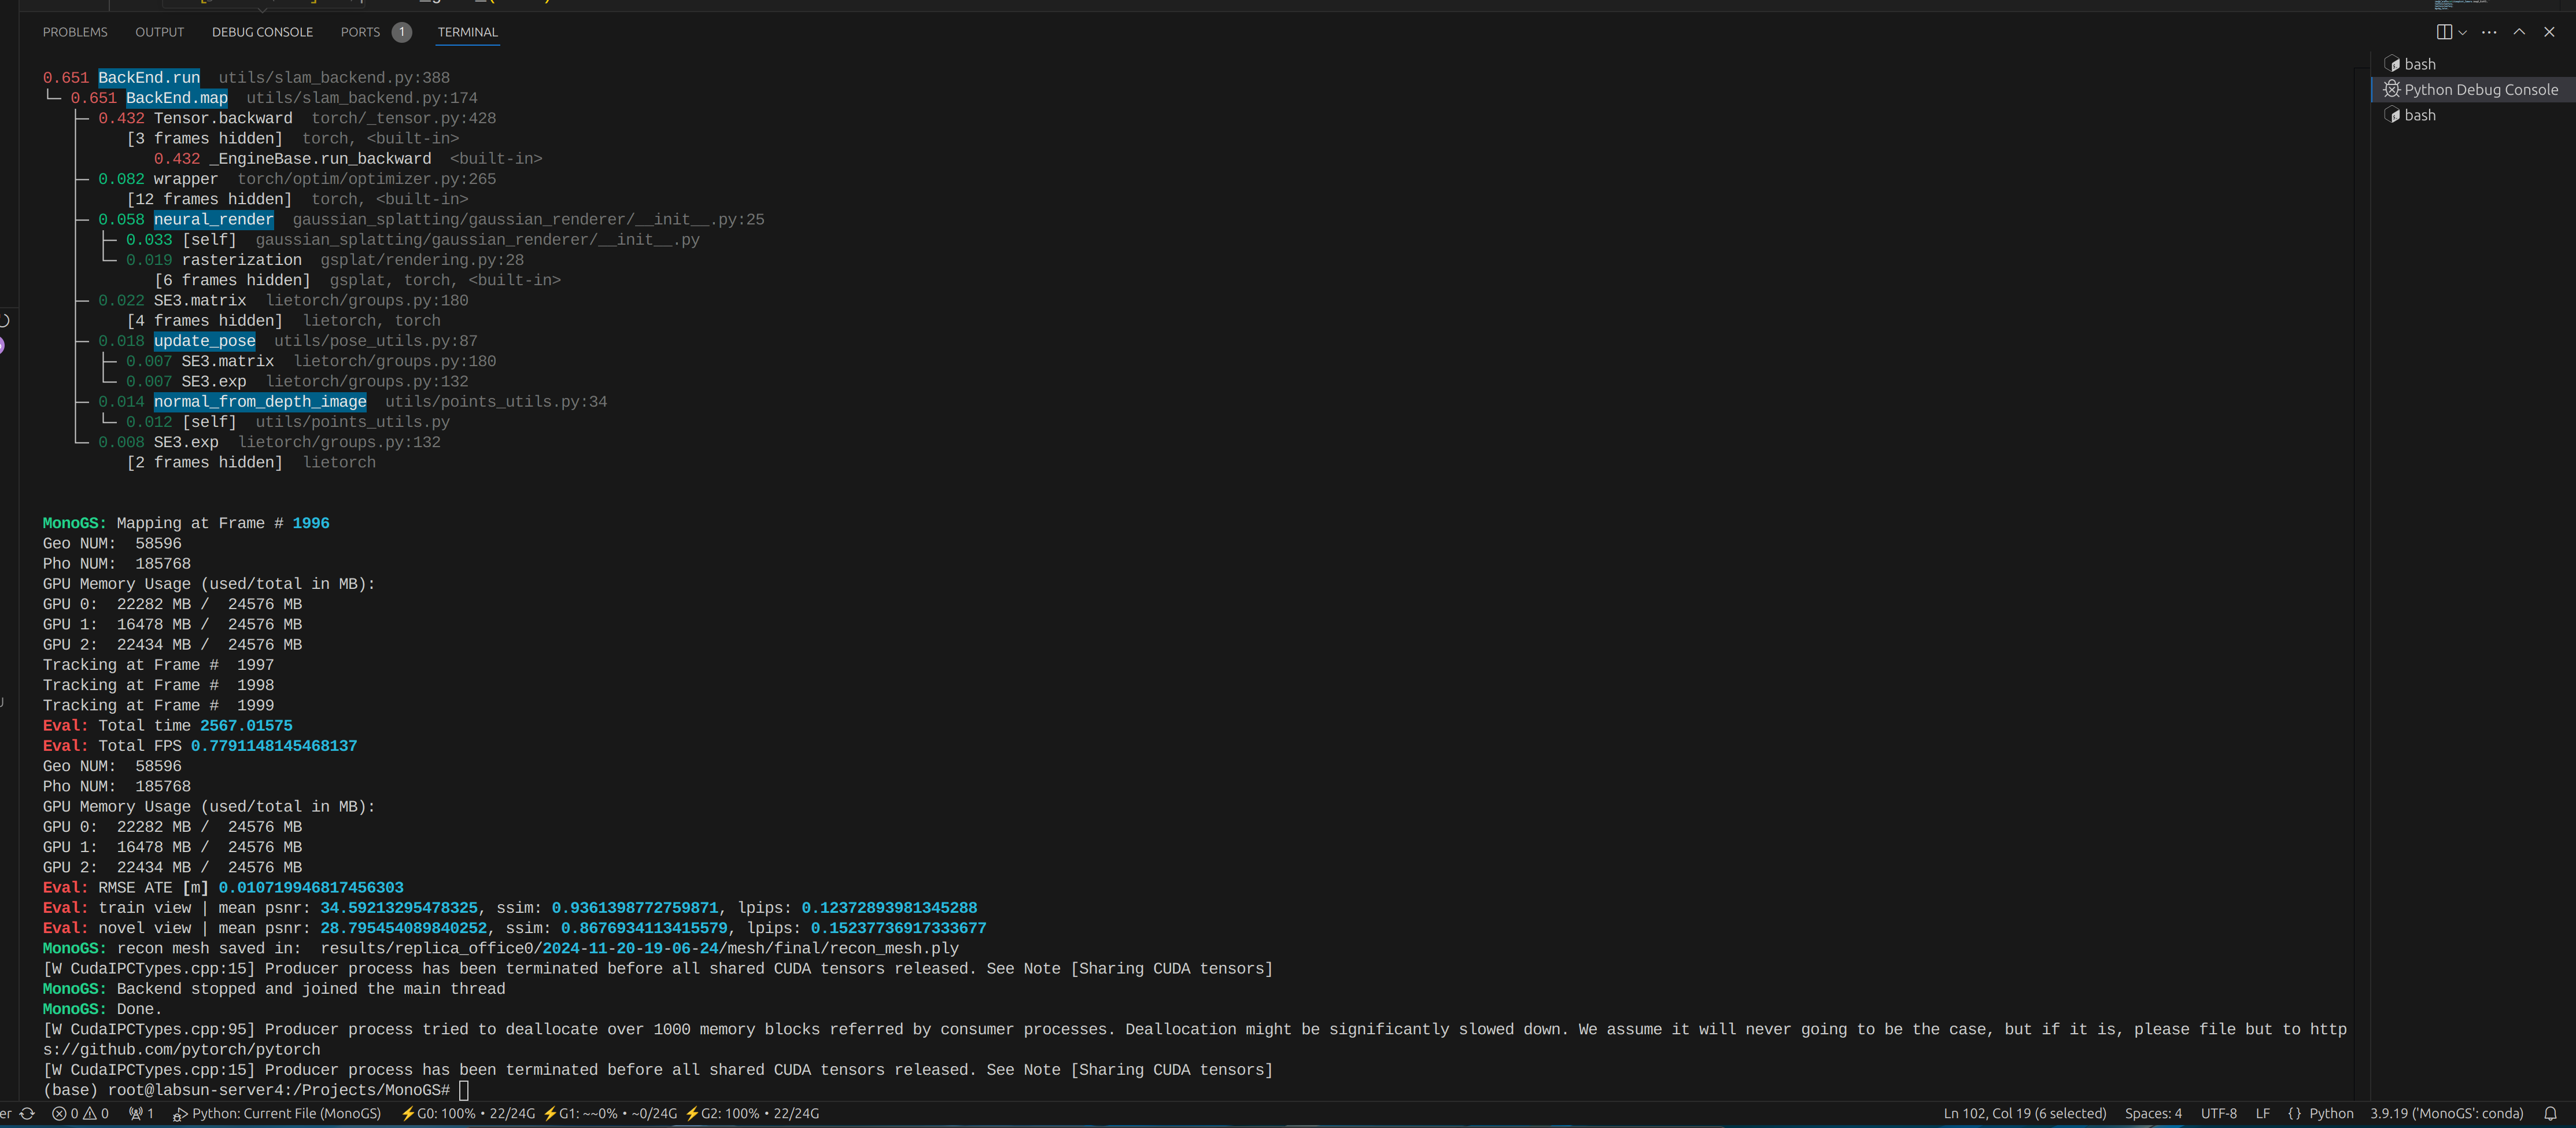 PROBLEMS OUTPUT DEBUG CONSOLE PORTS 1 TERMINAL
0.651 BackEnd.run utils/slam_backend.py:388
└─ 0.651 BackEnd.map utils/slam_backend.py:174
├─ 0.432 Tensor.backward torch/_tensor.py:428
[3 frames hidden] torch, <built-in>
0.432 _EngineBase.run_backward <built-in>
├─ 0.082 wrapper torch/optim/optimizer.py:265
[12 frames hidden] torch, <built-in>
├─ 0.058 neural_render gaussian_splatting/gaussian_renderer/__init__.py:25
├─ 0.033 [self] gaussian_splatting/gaussian_renderer/__init__.py
└─ 0.019 rasterization gsplat/rendering.py:28
[6 frames hidden] gsplat, torch, <built-in>
├─ 0.022 SE3.matrix lietorch/groups.py:180
[4 frames hidden] lietorch, torch
├─ 0.018 update_pose utils/pose_utils.py:87
├─ 0.007 SE3.matrix lietorch/groups.py:180
└─ 0.007 SE3.exp lietorch/groups.py:132
├─ 0.014 normal_from_depth_image utils/points_utils.py:34
└─ 0.012 [self] utils/points_utils.py
└─ 0.008 SE3.exp lietorch/groups.py:132
[2 frames hidden] lietorch
MonoGS: Mapping at Frame # 1996
Geo NUM: 58596
Pho NUM: 185768
GPU Memory Usage (used/total in MB):
GPU 0: 22282 MB / 24576 MB
GPU 1: 16478 MB / 24576 MB
GPU 2: 22434 MB / 24576 MB
Tracking at Frame # 1997
Tracking at Frame # 1998
Tracking at Frame # 1999
Eval: Total time 2567.01575
Eval: Total FPS 0.7791148145468137
Geo NUM: 58596
Pho NUM: 185768
GPU Memory Usage (used/total in MB):
GPU 0: 22282 MB / 24576 MB
GPU 1: 16478 MB / 24576 MB
GPU 2: 22434 MB / 24576 MB
Eval: RMSE ATE [m] 0.010719946817456303
Eval: train view | mean psnr: 34.59213295478325, ssim: 0.9361398772759871, lpips: 0.12372893981345288
Eval: novel view | mean psnr: 28.795454089840252, ssim: 0.8676934113415579, lpips: 0.15237736917333677
MonoGS: recon mesh saved in: results/replica_office0/2024-11-20-19-06-24/mesh/final/recon_mesh.ply
[W CudaIPCTypes.cpp:15] Producer process has been terminated before all shared CUDA tensors released. See Note [Sharing CUDA tensors]
MonoGS: Backend stopped and joined the main thread
MonoGS: Done.
[W CudaIPCTypes.cpp:95] Producer process tried to deallocate over 1000 memory blocks referred by consumer processes. Deallocation might be significantly slowed down. We assume it will never going to be the case, but if it is, please file but to http
s://github.com/pytorch/pytorch
[W CudaIPCTypes.cpp:15] Producer process has been terminated before all shared CUDA tensors released. See Note [Sharing CUDA tensors]
(base) root@labsun-server4:/Projects/MonoGS#
bash
Python Debug Console
bash
er 0 0 1 Python: Current File (MonoGS) ⚡G0: 100% • 22/24G ⚡G1: ~~0% • ~0/24G ⚡G2: 100% • 22/24G Ln 102, Col 19 (6 selected) Spaces: 4 UTF-8 LF {} Python 3.9.19 ('MonoGS': conda)